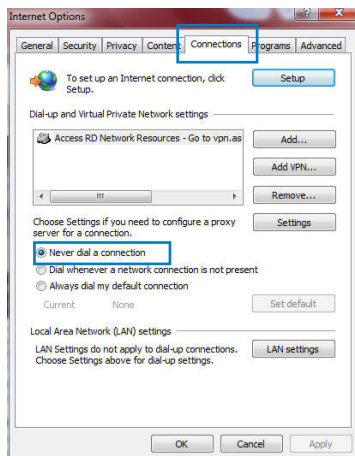 Internet Options
General Security Privacy Content Connections Programs Advanced
To set up an Internet connection, click
Setup.
Setup
Dial-up and Virtual Private Network settings
Access RD Network Resources - Go to vpn.as
Add...
Add VPN...
Remove...
Choose Settings if you need to configure a proxy
server for a connection.
Settings
Never dial a connection
Dial whenever a network connection is not present
Always dial my default connection
Current None
Set default
Local Area Network (LAN) settings
LAN Settings do not apply to dial-up connections.
Choose Settings above for dial-up settings.
LAN settings
OK Cancel Apply